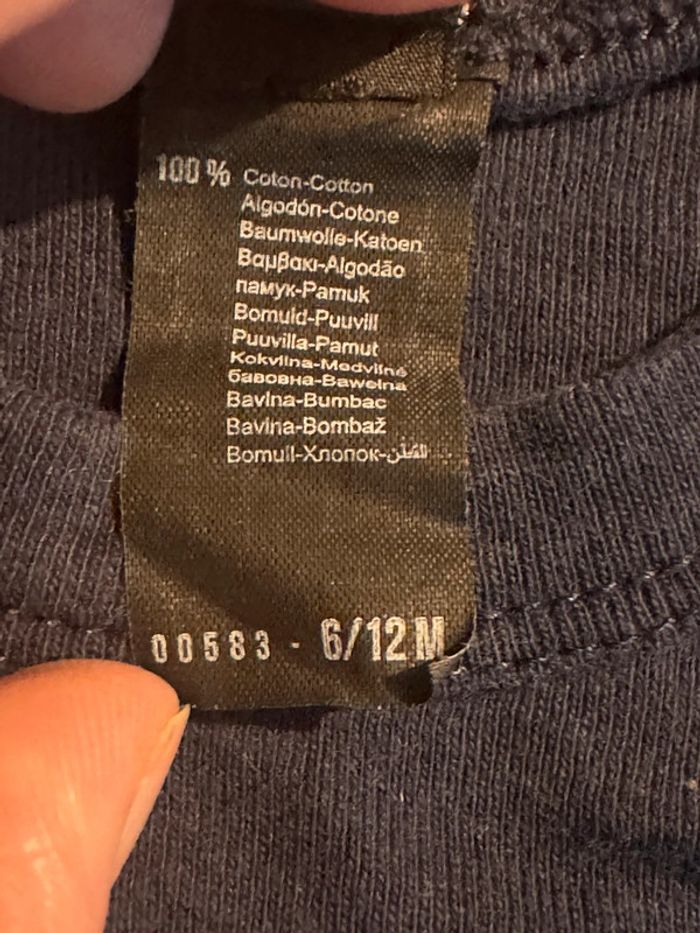 100% Coton-Cotton
Algodón-Cotone
Baumwolle-Katoen
Βαμβακι-Algodão
памук-Pamuk
Bomuld-Puuvill
Puuvilla-Pamut
Kokvilna-Medvilnė
бавовна-Bawełna
Bavlna-Bumbac
Bavlna-Bombaž
Bomull-Хлопок-القطن
00583 - 6/12M